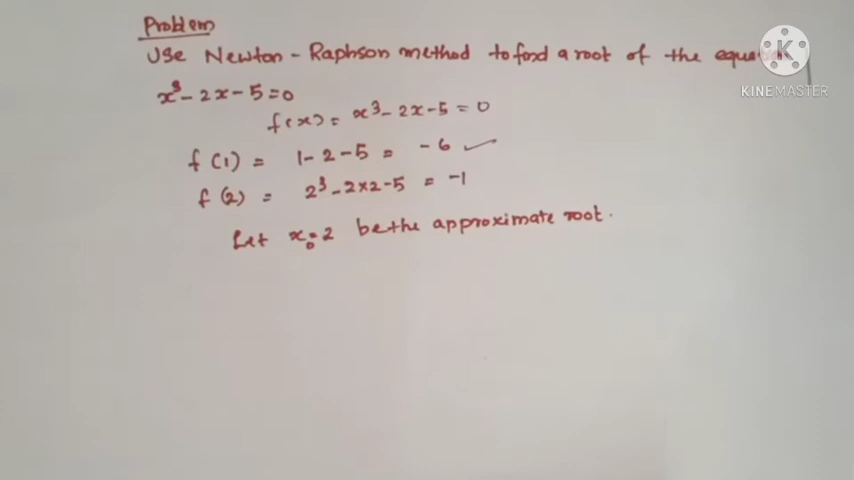 Problem
Use Newton - Raphson method to find a root of the
x³ - 2x - 5 = 0
f(x) = x³ - 2x - 5 = 0
f(1) = 1 - 2 - 5 = -6
f(2) = 2³ - 2×2 - 5 = -1
Let x₀ = 2 be the approximate root.
K
KINEMASTER